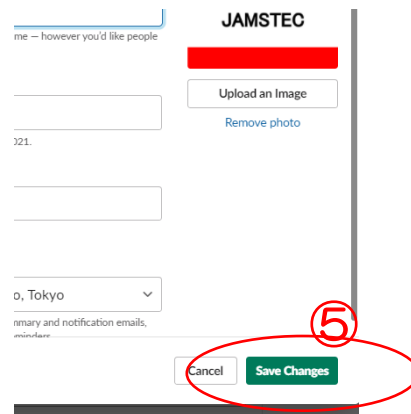 JAMSTEC
me — however you'd like people
Upload an Image
Remove photo
021.
o, Tokyo
mmary and notification emails,
minders
⑤
Cancel
Save Changes